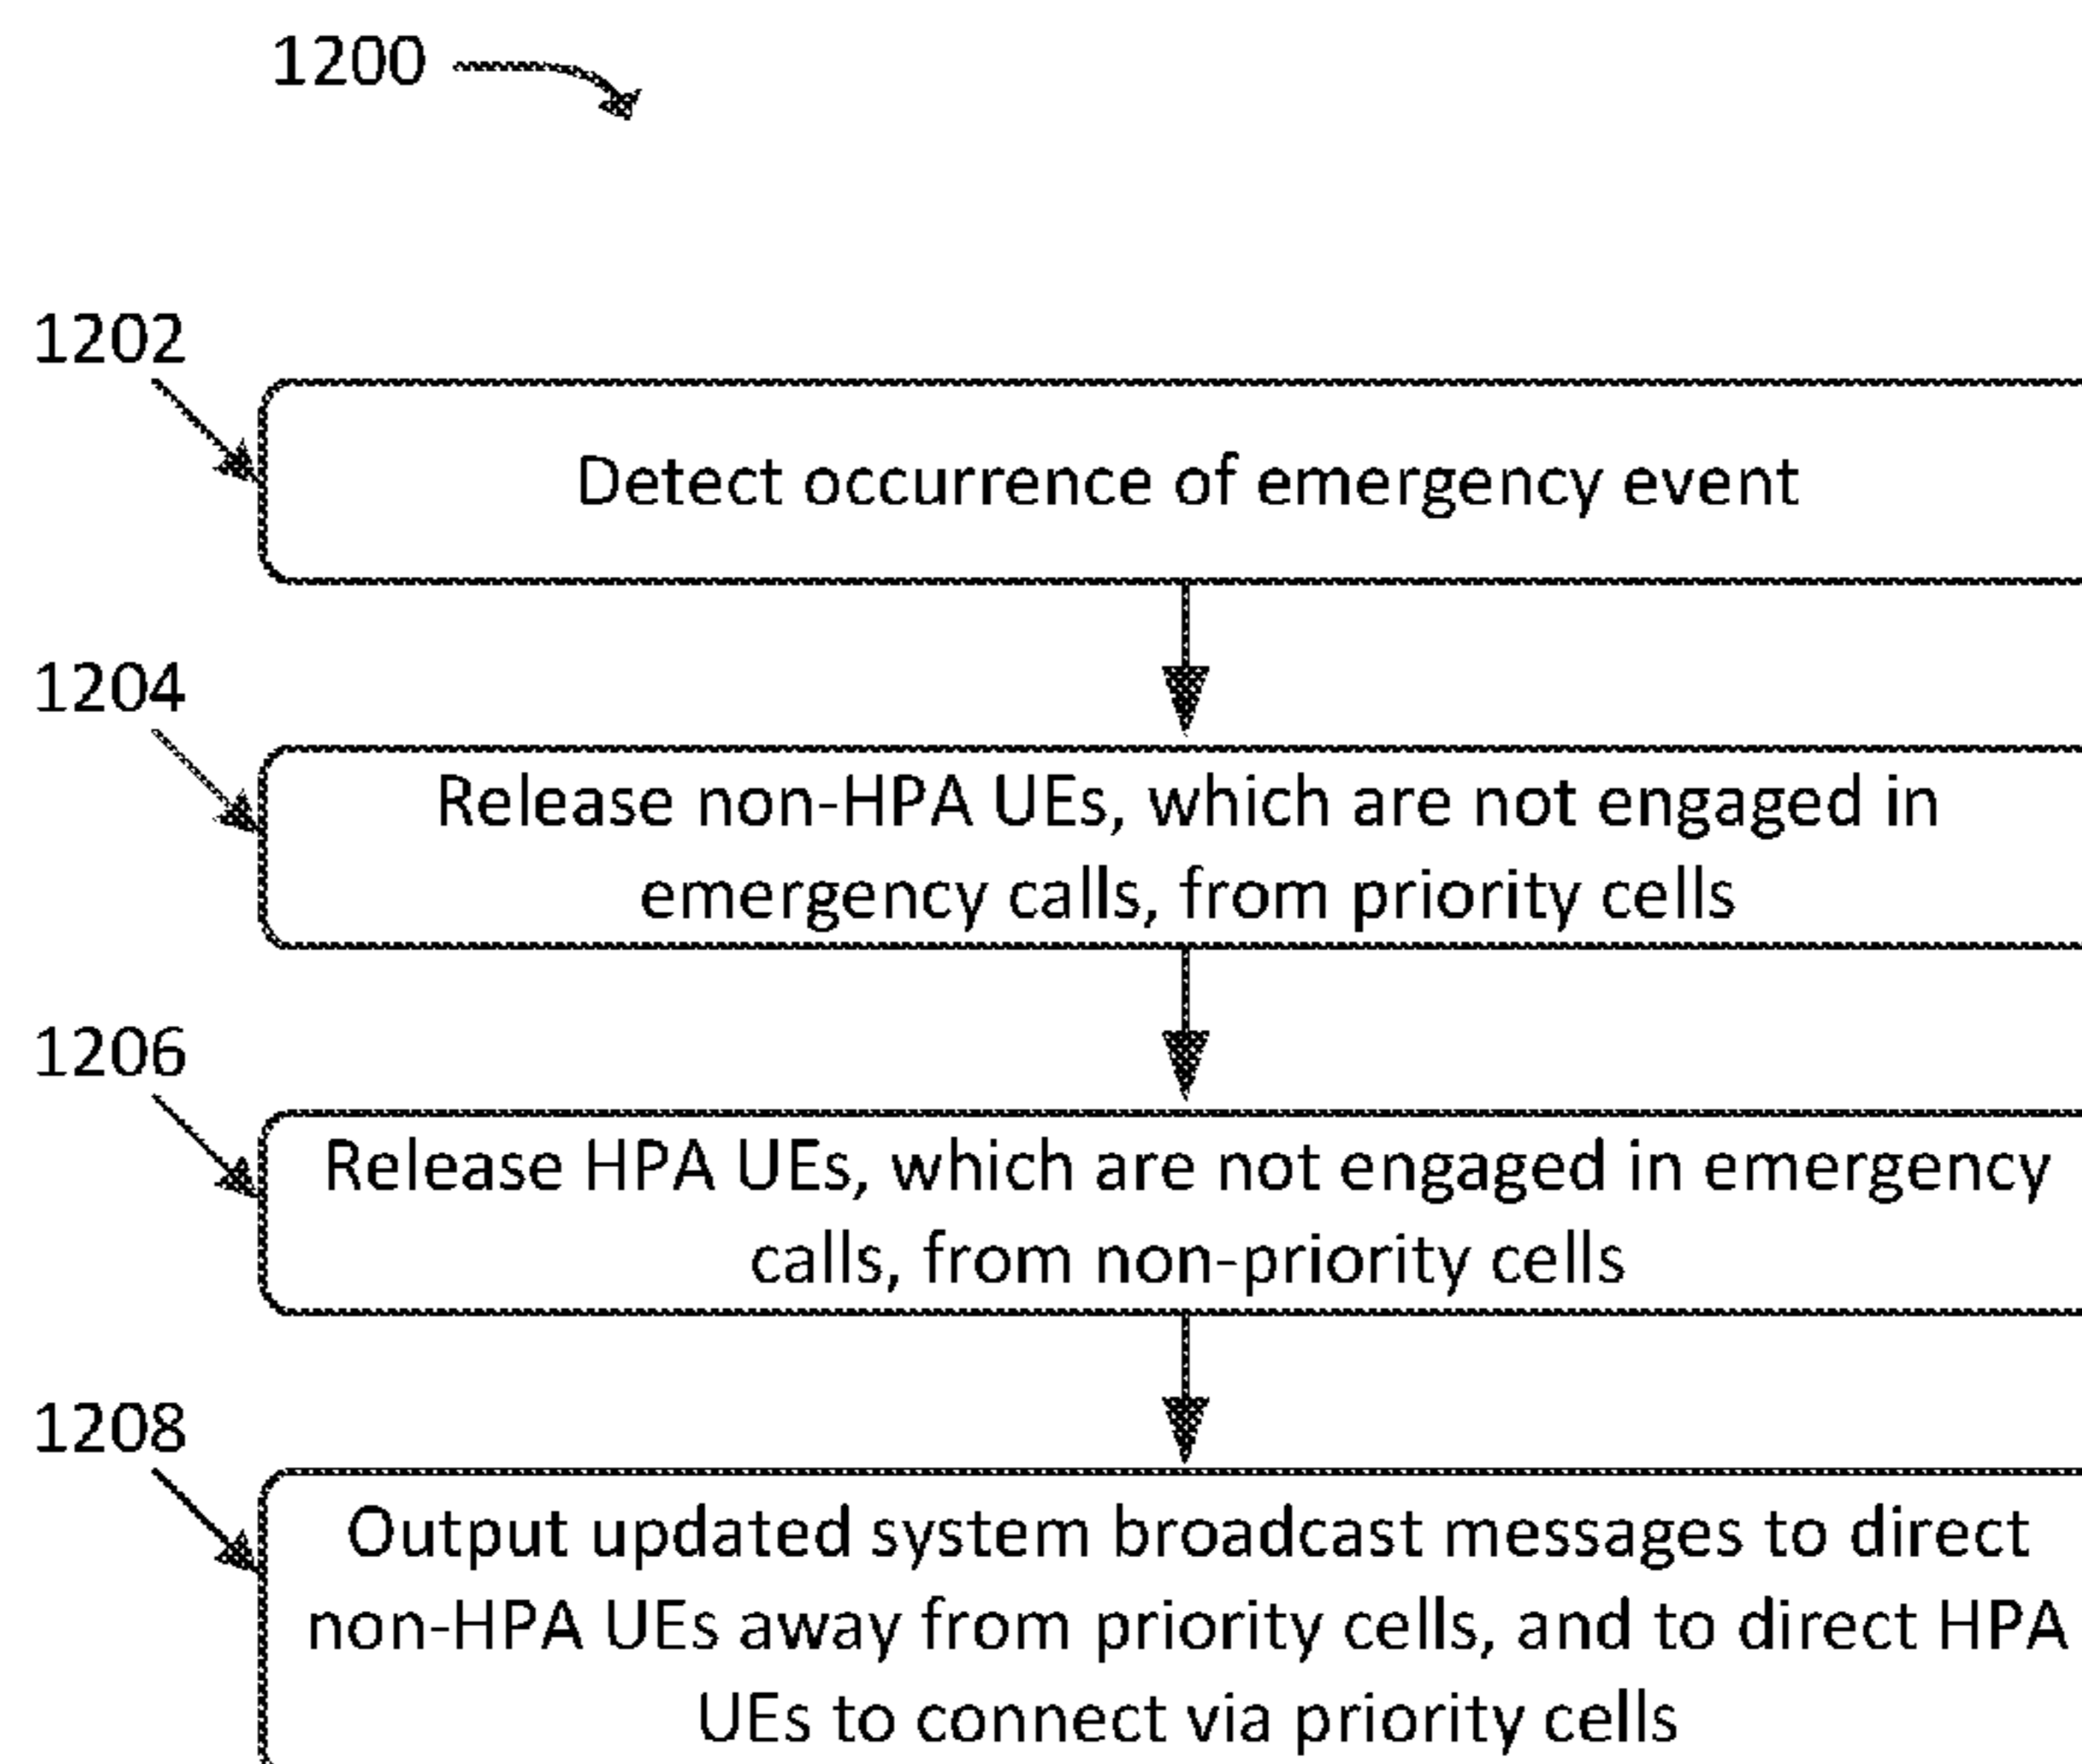 1200
1202
Detect occurrence of emergency event
1204
Release non-HPA UEs, which are not engaged in
emergency calls, from priority cells
1206
Release HPA UEs, which are not engaged in emergency
calls, from non-priority cells
1208
Output updated system broadcast messages to direct
non-HPA UEs away from priority cells, and to direct HPA
UEs to connect via priority cells